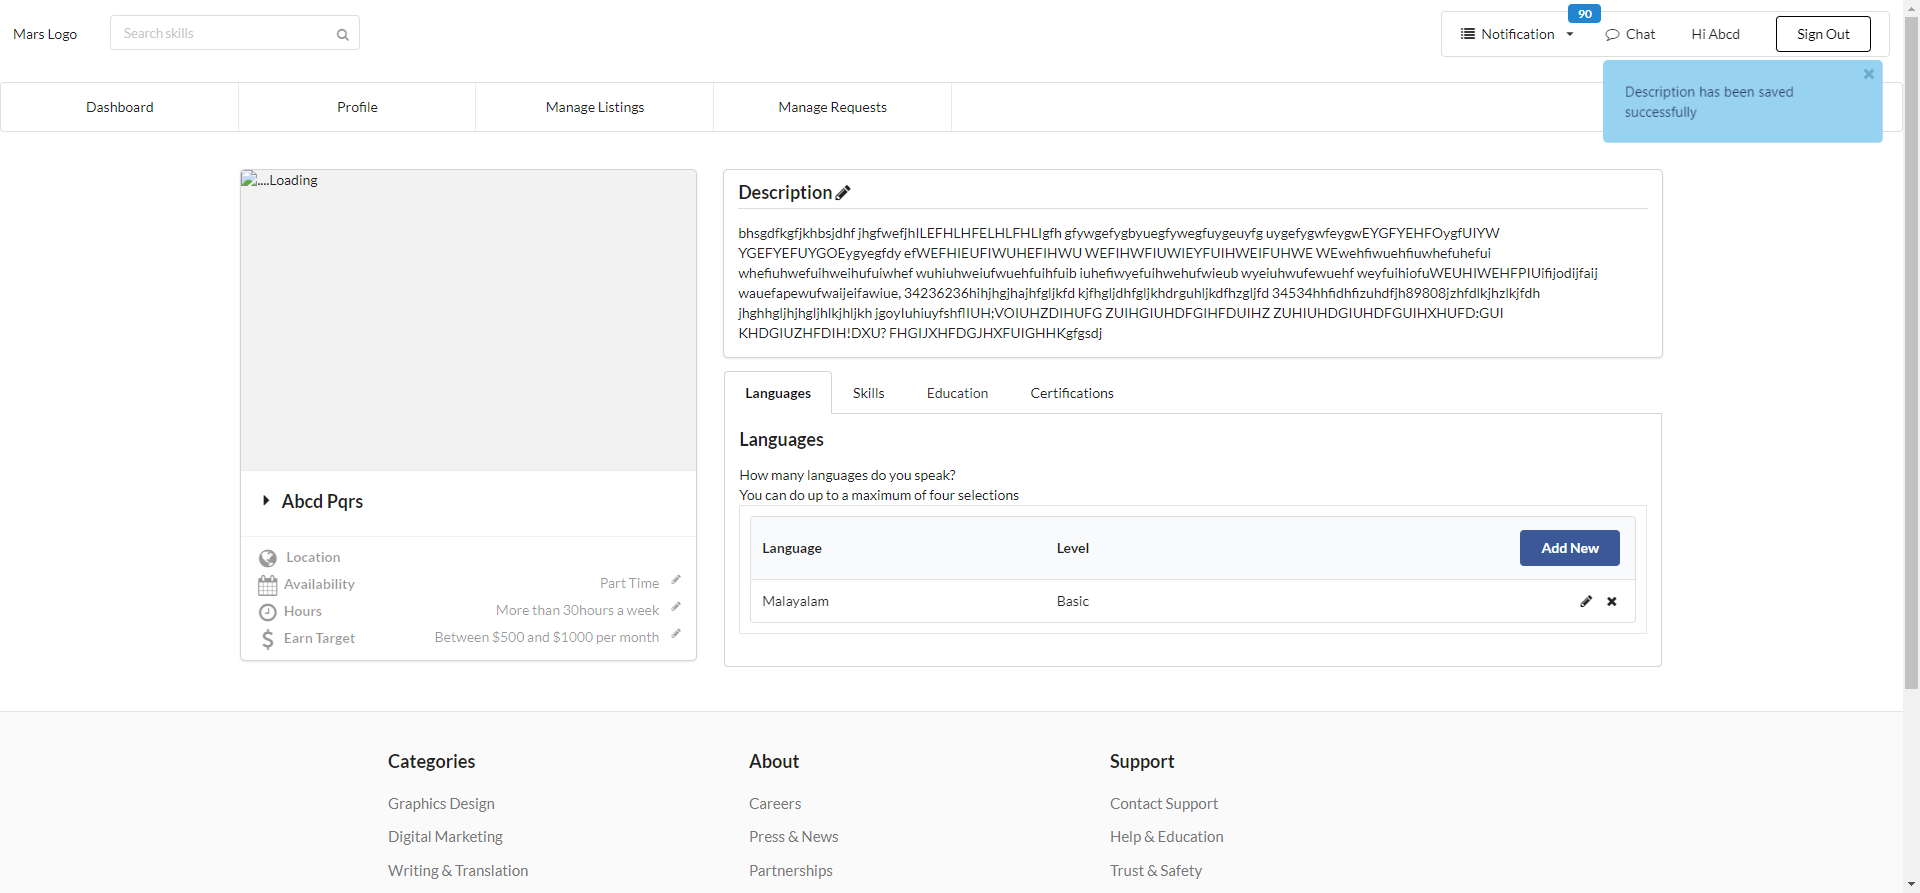 Mars Logo
Search skills
90
Notification
Chat
Hi Abcd
Sign Out
Description has been saved
successfully
Dashboard
Profile
Manage Listings
Manage Requests
....Loading
Abcd Pqrs
Location
Availability
Part Time
Hours
More than 30hours a week
Earn Target
Between $500 and $1000 per month
Description
bhsgdfkgfjkhbsjdhf jhgfwefjhILEFHLHFELHLFHLIgfh gfywgefygbyuegfywegfuygeuyfg uygefygwfeygwEYGFYEHFOygfUIYW
YGEFYEFUYGOEygyegfdy efWEFHIEUFIWUHEFIHWU WEFIHWFIUWIEYFUIHWEIFUHWE WEwehfiwuehfiuwhefuhefui
whefiuhwefuihweihufuiwhef wuhiuhweiufwuehfuihfuib iuhefiwyefuihwehufwieub wyeiuhwufewuehf weyfuihiofuWEUHIWEHFPIUifijodijfaij
wauefapewufwaijeifawiue, 34236236hihjhgjhajhfgljkfd kjfhgljdhfgljkhdrguhljkdfhzgljfd 34534hhfidhfizuhdfjh89808jzhfdlkjhzlkjfdh
jhghhgljhjhgljhlkjhljkh jgoyIuhiuyfshflIUH;VOIUHZDIHUFG ZUIHGIUHDFGIHFDUIHZ ZUHIUHDGIUHDFGUIHXHUFD:GUI
KHDGIUZHFDIH!DXU? FHGIJXHFDGJHXFUIGHHKgfgsdj
Languages
Skills
Education
Certifications
Languages
How many languages do you speak?
You can do up to a maximum of four selections
Language
Level
Add New
Malayalam
Basic
Categories
About
Support
Graphics Design
Careers
Contact Support
Digital Marketing
Press & News
Help & Education
Writing & Translation
Partnerships
Trust & Safety